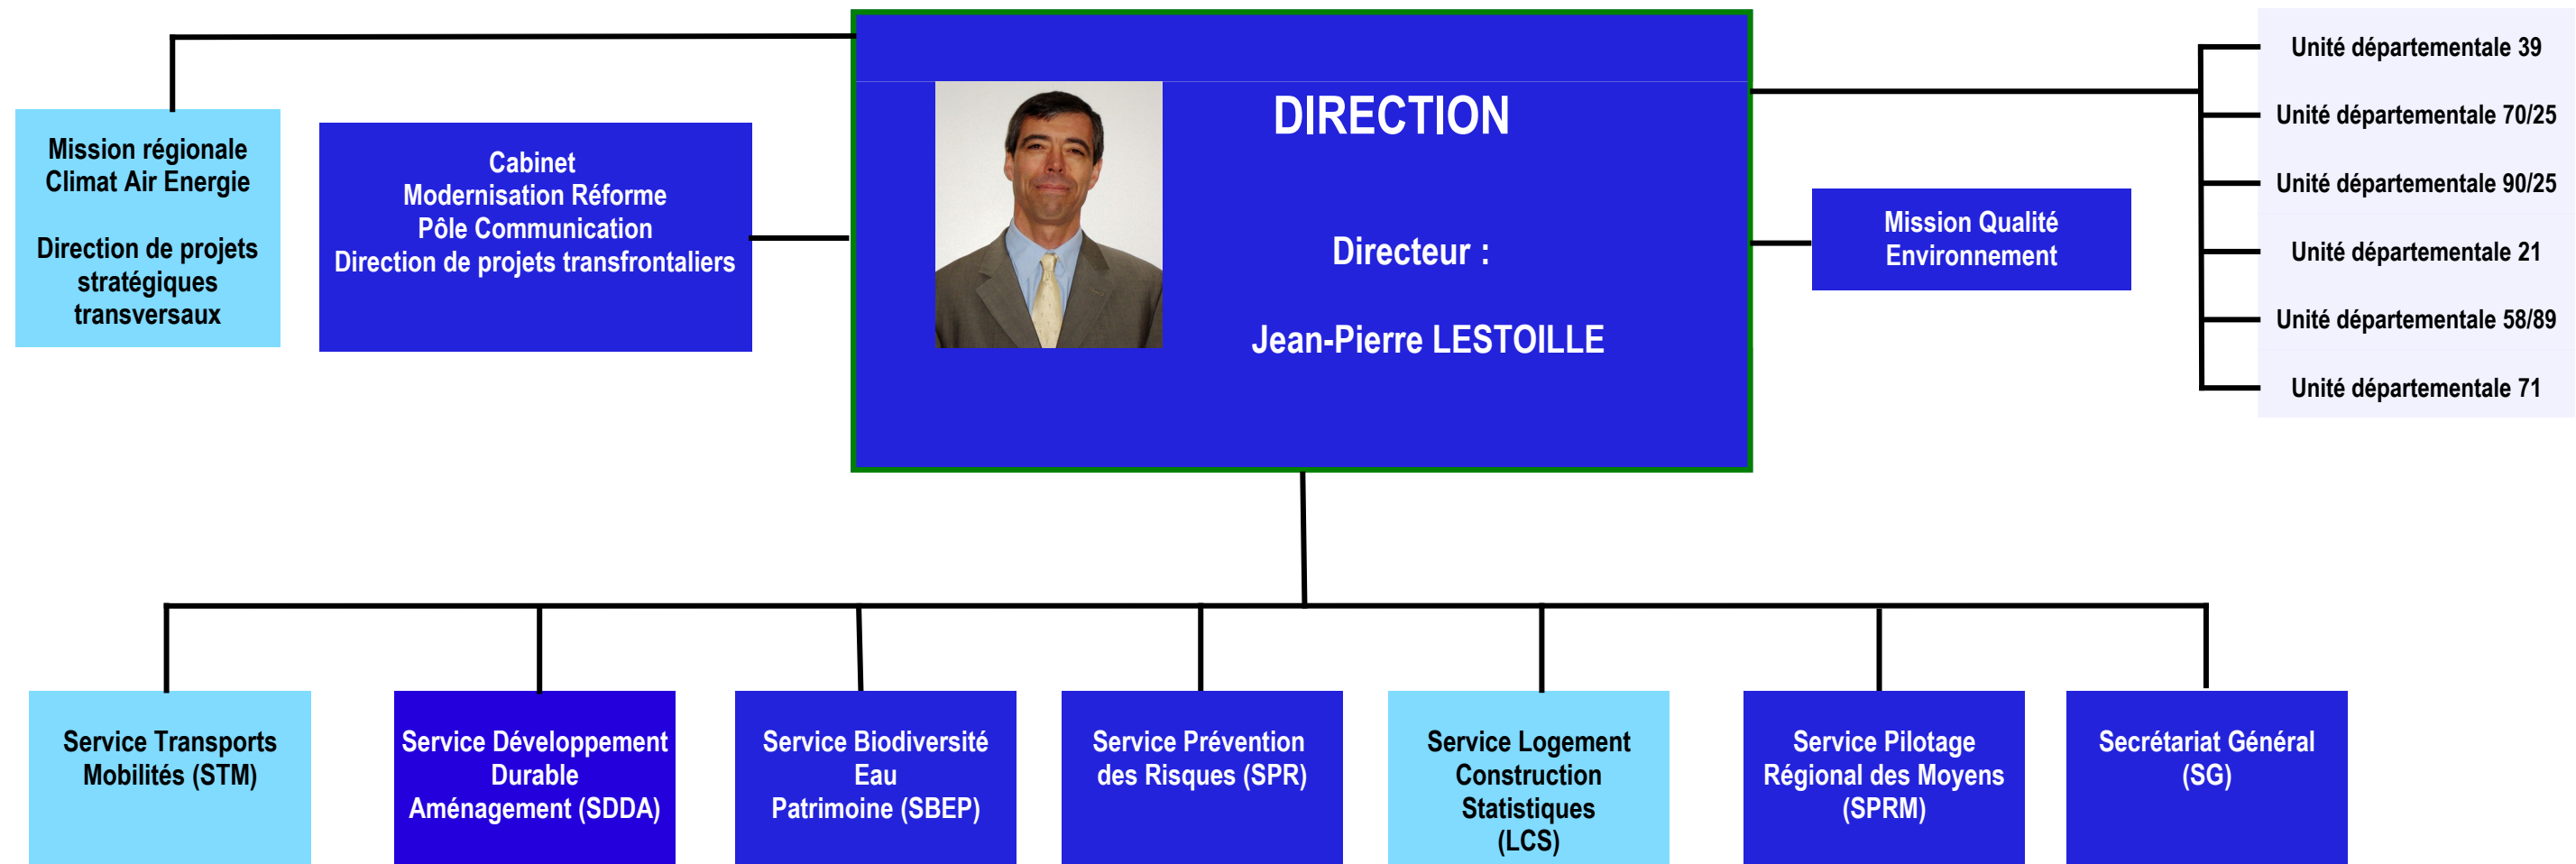 Mission régionale
Climat Air Energie
Direction de projets
stratégiques
transversaux
Cabinet
Modernisation Réforme
Pôle Communication
Direction de projets transfrontaliers
DIRECTION
Directeur :
Jean-Pierre LESTOILLE
Mission Qualité
Environnement
Unité départementale 39
Unité départementale 70/25
Unité départementale 90/25
Unité départementale 21
Unité départementale 58/89
Unité départementale 71
Service Transports
Mobilités (STM)
Service Développement
Durable
Aménagement (SDDA)
Service Biodiversité
Eau
Patrimoine (SBEP)
Service Prévention
des Risques (SPR)
Service Logement
Construction
Statistiques
(LCS)
Service Pilotage
Régional des Moyens
(SPRM)
Secrétariat Général
(SG)